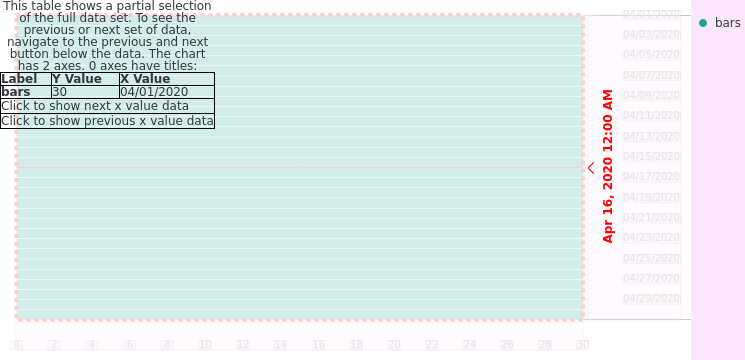 This table shows a partial selection
of the full data set. To see the
previous or next set of data,
navigate to the previous and next
button below the data. The chart
has 2 axes. 0 axes have titles:
Label Y Value X Value
bars 30 04/01/2020
Click to show next x value data
Click to show previous x value data
bars
Apr 16, 2020 12:00 AM
04/01/2020
04/03/2020
04/05/2020
04/07/2020
04/09/2020
04/11/2020
04/13/2020
04/15/2020
04/17/2020
04/19/2020
04/21/2020
04/23/2020
04/25/2020
04/27/2020
04/29/2020
0 2 4 6 8 10 12 14 16 18 20 22 24 26 28 30